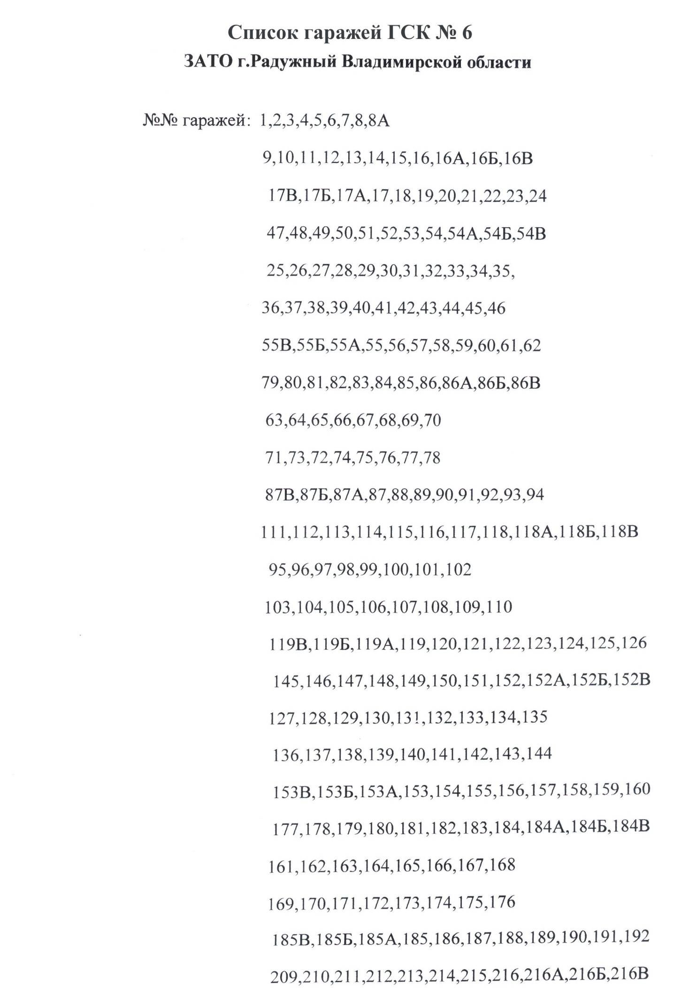 Список гаражей ГСК № 6
ЗАТО г.Радужный Владимирской области
№№ гаражей: 1,2,3,4,5,6,7,8,8А
9,10,11,12,13,14,15,16,16А,16Б,16В
17В,17Б,17А,17,18,19,20,21,22,23,24
47,48,49,50,51,52,53,54,54А,54Б,54В
25,26,27,28,29,30,31,32,33,34,35,
36,37,38,39,40,41,42,43,44,45,46
55В,55Б,55А,55,56,57,58,59,60,61,62
79,80,81,82,83,84,85,86,86А,86Б,86В
63,64,65,66,67,68,69,70
71,73,72,74,75,76,77,78
87В,87Б,87А,87,88,89,90,91,92,93,94
111,112,113,114,115,116,117,118,118А,118Б,118В
95,96,97,98,99,100,101,102
103,104,105,106,107,108,109,110
119В,119Б,119А,119,120,121,122,123,124,125,126
145,146,147,148,149,150,151,152,152А,152Б,152В
127,128,129,130,131,132,133,134,135
136,137,138,139,140,141,142,143,144
153В,153Б,153А,153,154,155,156,157,158,159,160
177,178,179,180,181,182,183,184,184А,184Б,184В
161,162,163,164,165,166,167,168
169,170,171,172,173,174,175,176
185В,185Б,185А,185,186,187,188,189,190,191,192
209,210,211,212,213,214,215,216,216А,216Б,216В